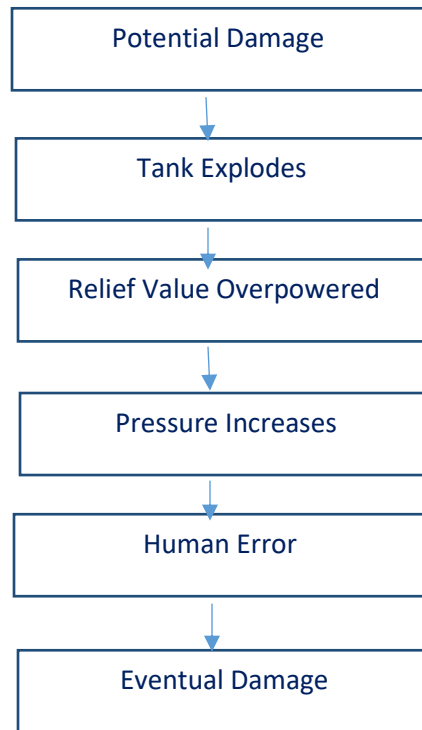 Potential Damage
Tank Explodes
Relief Value Overpowered
Pressure Increases
Human Error
Eventual Damage